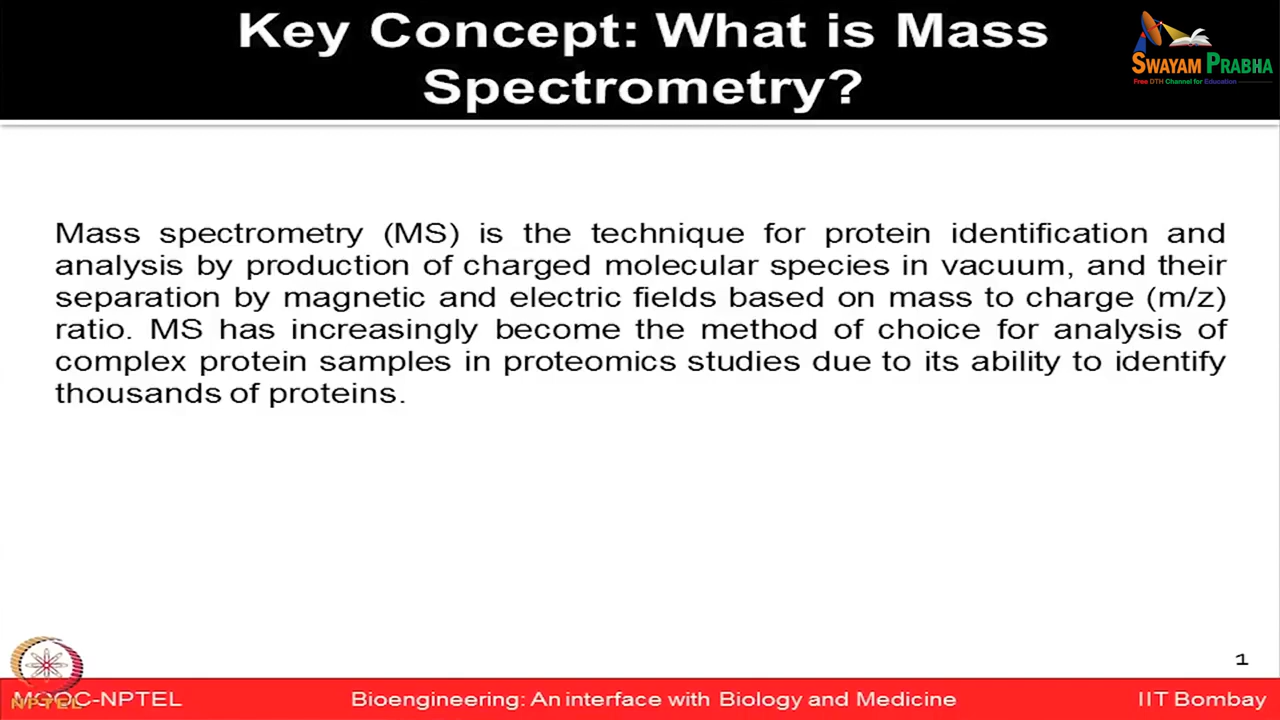 Key Concept: What is Mass
Spectrometry?
SWAYAM PRABHA
Free DTH Channel for Education
Mass spectrometry (MS) is the technique for protein identification and
analysis by production of charged molecular species in vacuum, and their
separation by magnetic and electric fields based on mass to charge (m/z)
ratio. MS has increasingly become the method of choice for analysis of
complex protein samples in proteomics studies due to its ability to identify
thousands of proteins.
1
MOOC-NPTEL
NPTEL
Bioengineering: An interface with Biology and Medicine
IIT Bombay